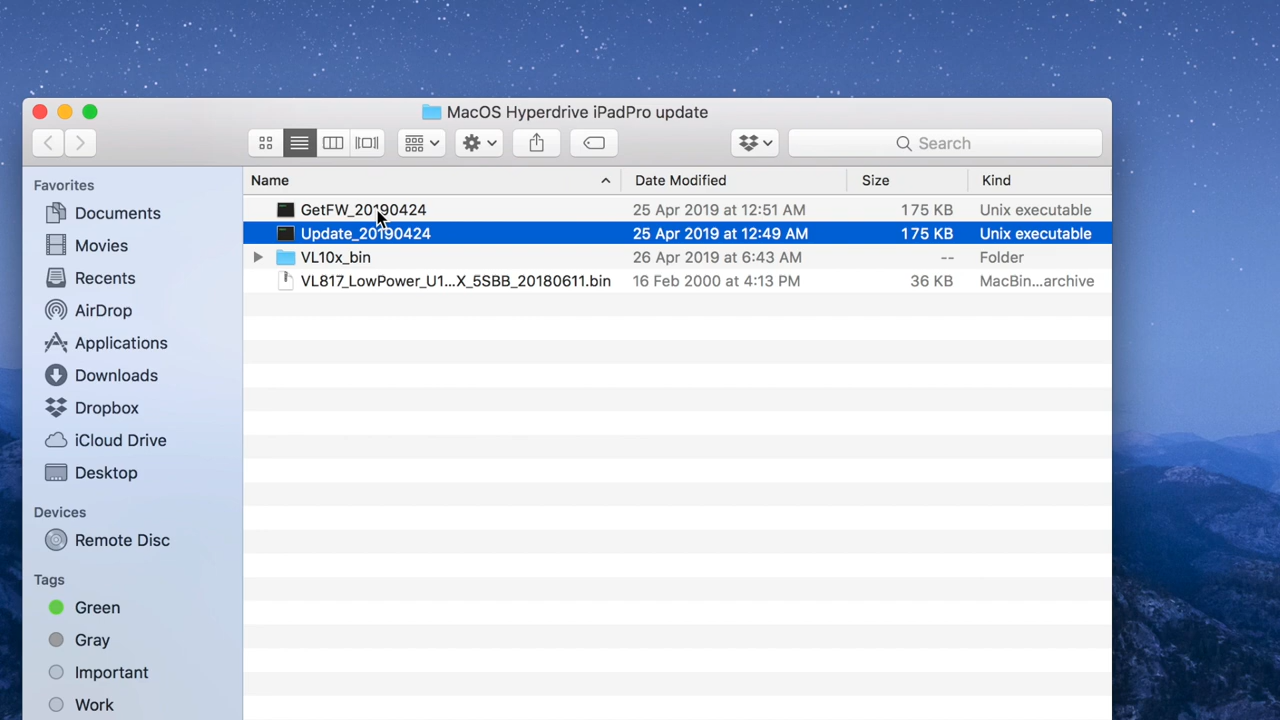 MacOS Hyperdrive iPadPro update
Search
Favorites
Documents
Movies
Recents
AirDrop
Applications
Downloads
Dropbox
iCloud Drive
Desktop
Devices
Remote Disc
Tags
Green
Gray
Important
Work
Name Date Modified Size Kind
GetFW_20190424 25 Apr 2019 at 12:51 AM 175 KB Unix executable
Update_20190424 25 Apr 2019 at 12:49 AM 175 KB Unix executable
VL10x_bin 26 Apr 2019 at 6:43 AM -- Folder
VL817_LowPower_U1...X_5SBB_20180611.bin 16 Feb 2000 at 4:13 PM 36 KB MacBin...archive